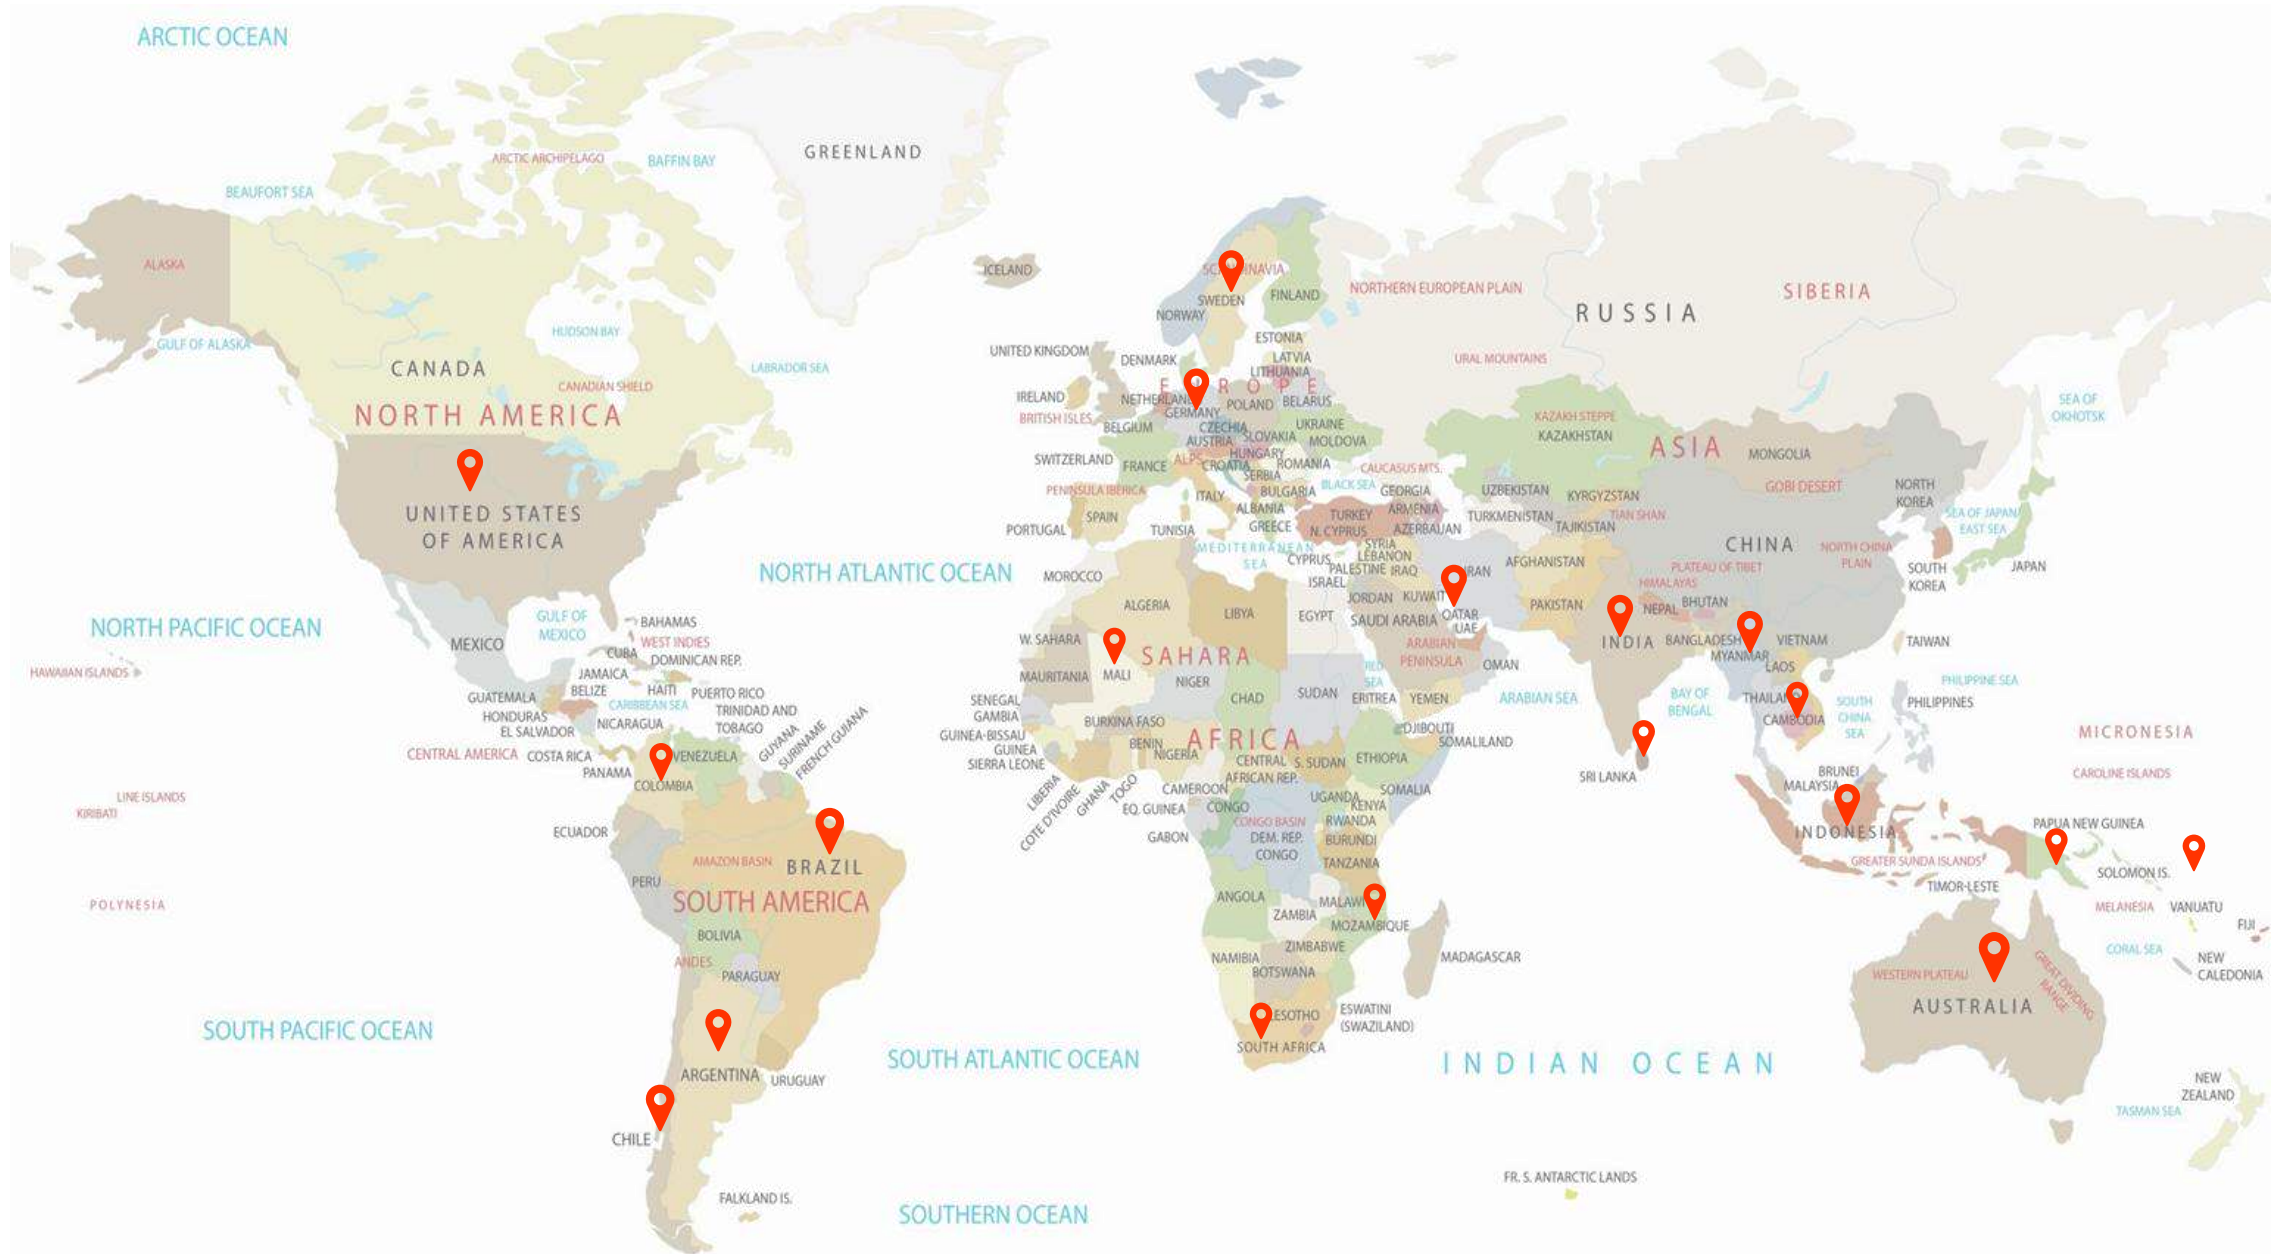 ARCTIC OCEAN
GREENLAND
ARCTIC ARCHIPELAGO
BAFFIN BAY
BEAUFORT SEA
ALASKA
ICELAND
SWEDEN
FINLAND
NORWAY
NORTHERN EUROPEAN PLAIN
SIBERIA
RUSSIA
GULF OF ALASKA
HUDSON BAY
CANADA
LABRADOR SEA
CANADIAN SHIELD
NORTH AMERICA
UNITED KINGDOM
DENMARK
ESTONIA
LATVIA
LITHUANIA
URAL MOUNTAINS
IRELAND
BRITISH ISLES
GERMANY
POLAND
BELARUS
BELGIUM
CZECHIA
UKRAINE
AUSTRIA
SLOVAKIA
MOLDOVA
KAZAKH STEPPE
KAZAKHSTAN
ASIA
MONGOLIA
SEA OF
OKHOTSK
SWITZERLAND
FRANCE
ALPS
CROATIA
HUNGARY
ROMANIA
SERBIA
CAUCASUS MTS.
GOBI DESERT
NORTH
KOREA
PENINSULA IBERICA
ITALY
BULGARIA
BLACK SEA
GEORGIA
UZBEKISTAN
KYRGYZSTAN
UNITED STATES
OF AMERICA
PORTUGAL
SPAIN
TUNISIA
ALBANIA
GREECE
TURKEY
N. CYPRUS
ARMENIA
AZERBAIJAN
TURKMENISTAN
TAJIKISTAN
TIAN SHAN
SEA OF JAPAN/
EAST SEA
MEDITERRANEAN
SEA
CYPRUS
SYRIA
LEBANON
PALESTINE
IRAQ
ISRAEL
AFGHANISTAN
CHINA
NORTH CHINA
PLAIN
PLATEAU OF TIBET
HIMALAYAS
SOUTH
KOREA
JAPAN
NORTH ATLANTIC OCEAN
MOROCCO
ALGERIA
LIBYA
EGYPT
JORDAN
KUWAIT
QATAR
UAE
SAUDI ARABIA
PAKISTAN
NEPAL
BHUTAN
NORTH PACIFIC OCEAN
GULF OF
MEXICO
MEXICO
BAHAMAS
WEST INDIES
CUBA
DOMINICAN REP.
W. SAHARA
SAHARA
ARABIAN
PENINSULA
OMAN
INDIA
BANGLADESH
MYANMAR
VIETNAM
LAOS
TAIWAN
HAWAIIAN ISLANDS
JAMAICA
BELIZE
HAITI
PUERTO RICO
GUATEMALA
CARIBBEAN SEA
TRINIDAD AND
TOBAGO
HONDURAS
EL SALVADOR
NICARAGUA
MAURITANIA
MALI
NIGER
CHAD
SUDAN
RED
SEA
ERITREA
YEMEN
ARABIAN SEA
BAY OF
BENGAL
SOUTH
CHINA
SEA
PHILIPPINE SEA
PHILIPPINES
CAMBODIA
SENEGAL
GAMBIA
GUINEA-BISSAU
GUINEA
SIERRA LEONE
BURKINA FASO
BENIN
NIGERIA
AFRICA
DJIBOUTI
SOMALILAND
MICRONESIA
CENTRAL AMERICA
COSTA RICA
PANAMA
VENEZUELA
GUYANA
SURINAME
FRENCH GUIANA
COLOMBIA
CENTRAL
AFRICAN REP.
S. SUDAN
ETHIOPIA
SRI LANKA
BRUNEI
MALAYSIA
CAROLINE ISLANDS
LIBERIA
COTE D'IVOIRE
GHANA
TOGO
CAMEROON
EQ. GUINEA
CONGO
UGANDA
KENYA
SOMALIA
LINE ISLANDS
KIRIBATI
ECUADOR
GABON
CONGO BASIN
DEM. REP.
CONGO
RWANDA
BURUNDI
TANZANIA
INDONESIA
PAPUA NEW GUINEA
AMAZON BASIN
BRAZIL
GREATER SUNDA ISLANDS
SOLOMON IS.
PERU
SOUTH AMERICA
TIMOR-LESTE
POLYNESIA
ANGOLA
ZAMBIA
MALAWI
MOZAMBIQUE
MELANESIA
VANUATU
FIJI
BOLIVIA
ZIMBABWE
ANDES
PARAGUAY
NAMIBIA
BOTSWANA
MADAGASCAR
WESTERN PLATEAU
GREAT DIVIDING
RANGE
CORAL SEA
NEW
CALEDONIA
AUSTRALIA
SOUTH PACIFIC OCEAN
ESWATINI
(SWAZILAND)
SOUTH AFRICA
SOUTH ATLANTIC OCEAN
INDIAN OCEAN
ARGENTINA
URUGUAY
NEW
ZEALAND
TASMAN SEA
CHILE
FR. S. ANTARCTIC LANDS
FALKLAND IS.
SOUTHERN OCEAN